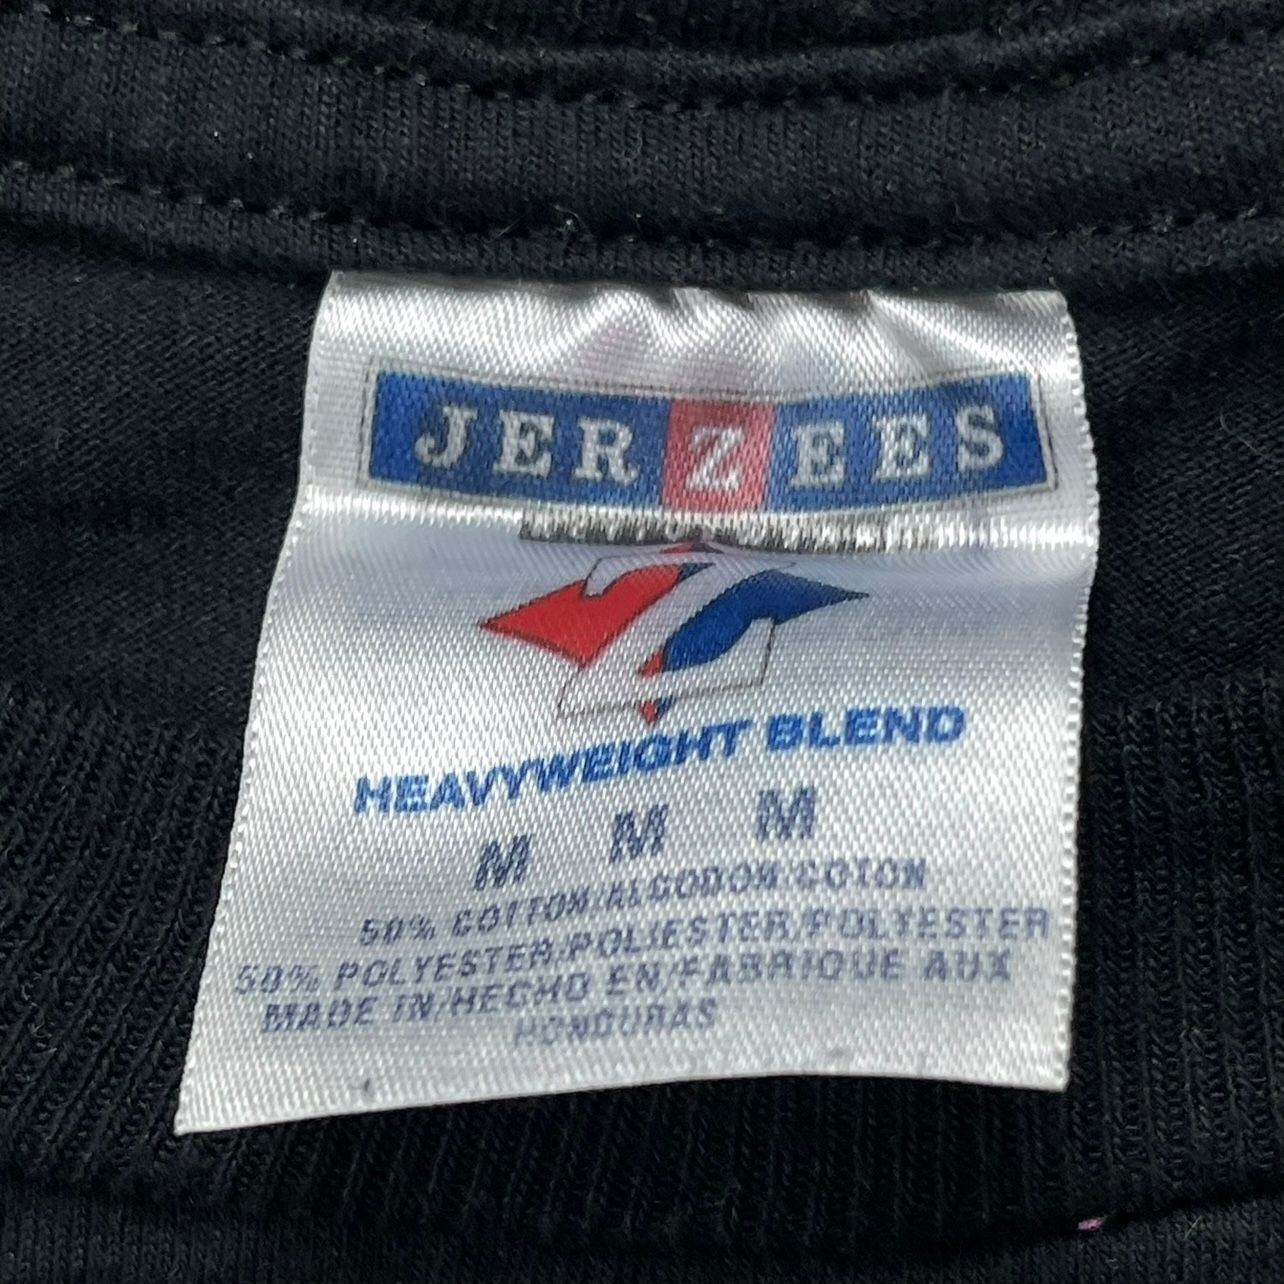 JERZEES
Z
HEAVYWEIGHT BLEND
M M M
50% COTTON/ALGODON/COTON
50% POLYESTER/POLIESTER/POLYESTER
MADE IN/HECHO EN/FABRIQUE AUX
HONDURAS